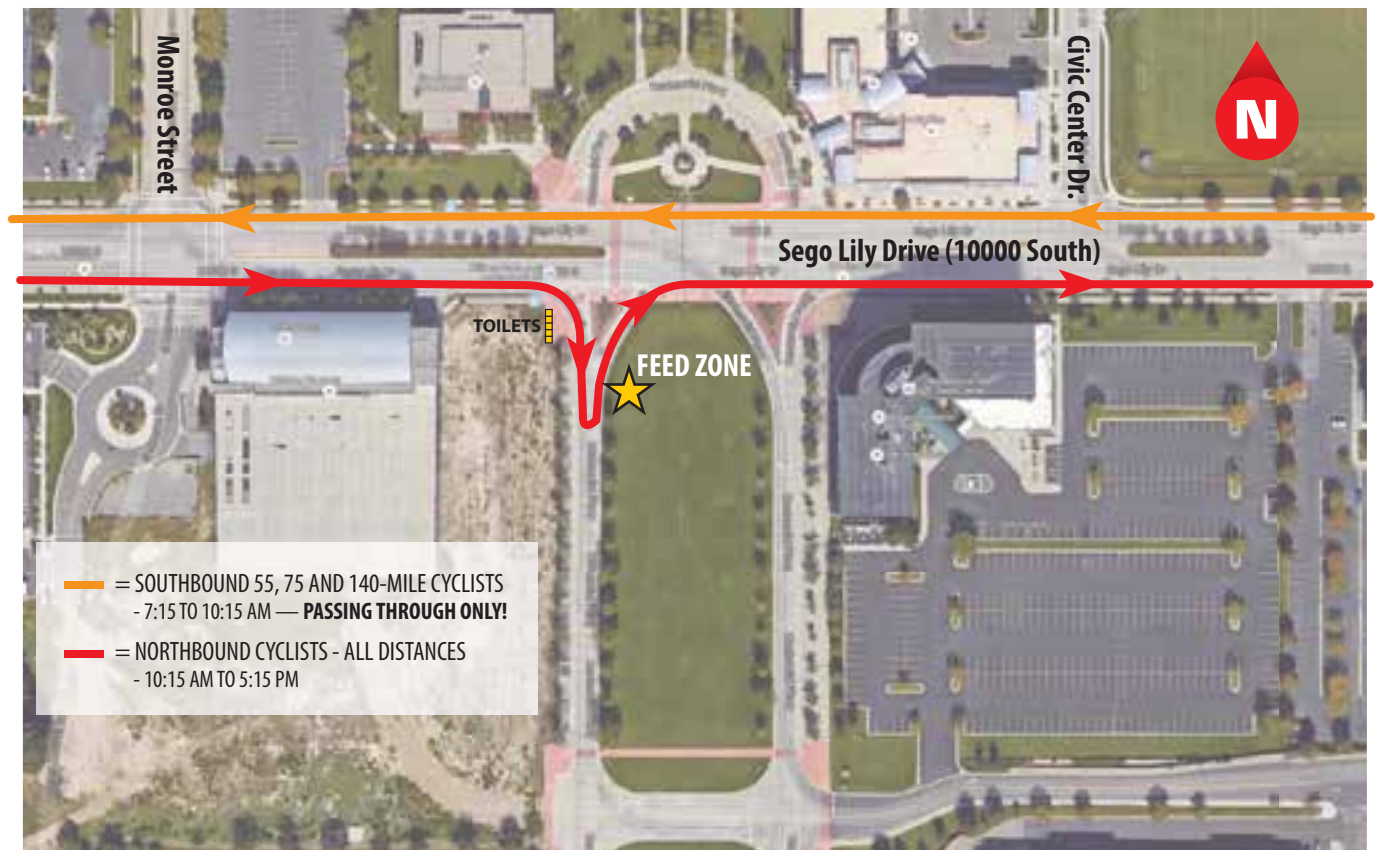 Monroe Street
Civic Center Dr.
N
Sego Lily Drive (10000 South)
TOILETS
FEED ZONE
= SOUTHBOUND 55, 75 AND 140-MILE CYCLISTS
- 7:15 TO 10:15 AM — PASSING THROUGH ONLY!
= NORTHBOUND CYCLISTS - ALL DISTANCES
- 10:15 AM TO 5:15 PM